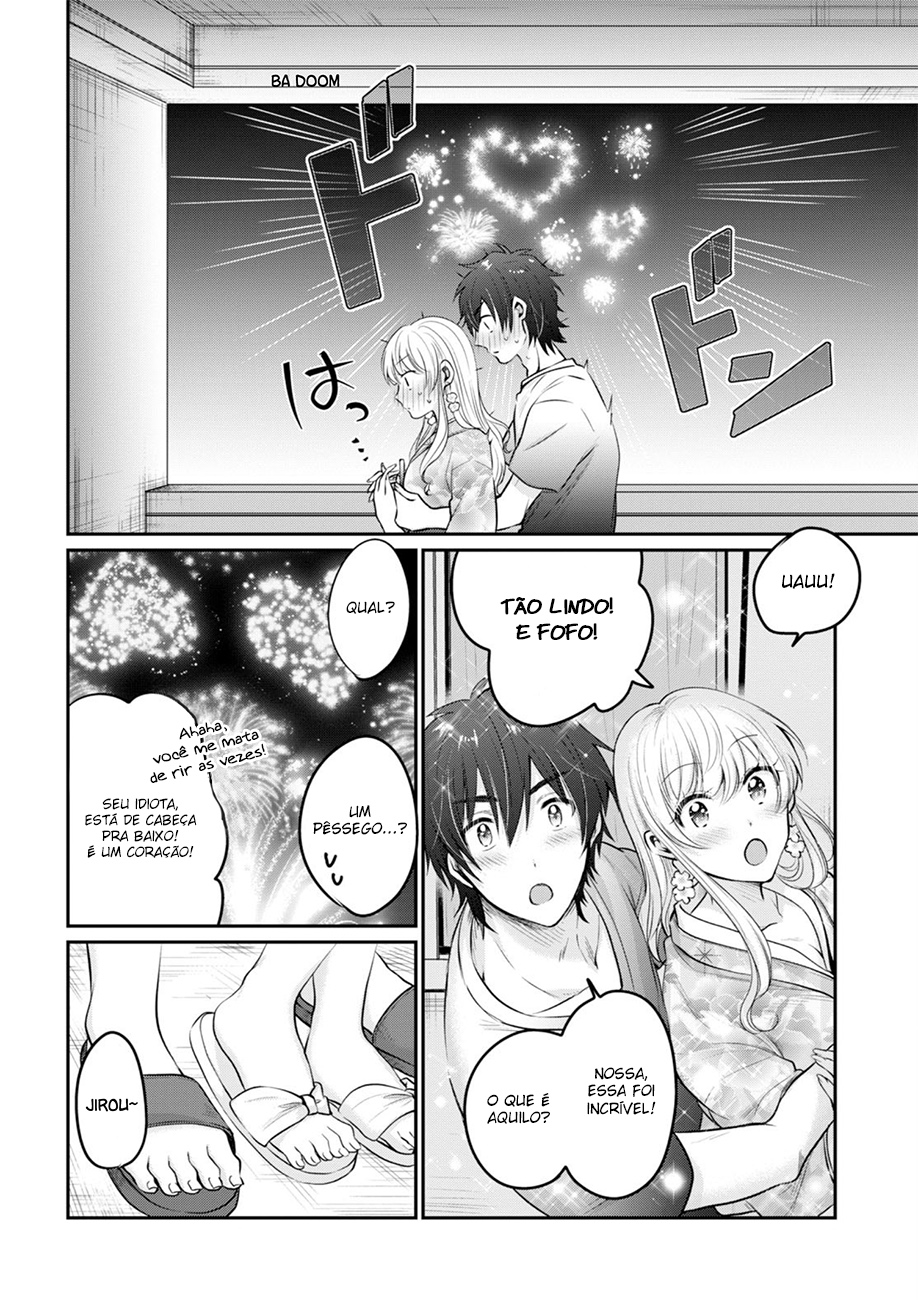 BA DOOM
ドドン
はっ…
UAUU!
TÃO LINDO!
E FOFO!
NOSSA,
ESSA FOI
INCRÍVEL!
O QUE É
AQUILO?
QUAL?
UM
PÊSSEGO...?
Ahaha,
você me mata
de rir as vezes!
SEU IDIOTA,
ESTÁ DE CABEÇA
PRA BAIXO!
É UM CORAÇÃO!
JIROU~